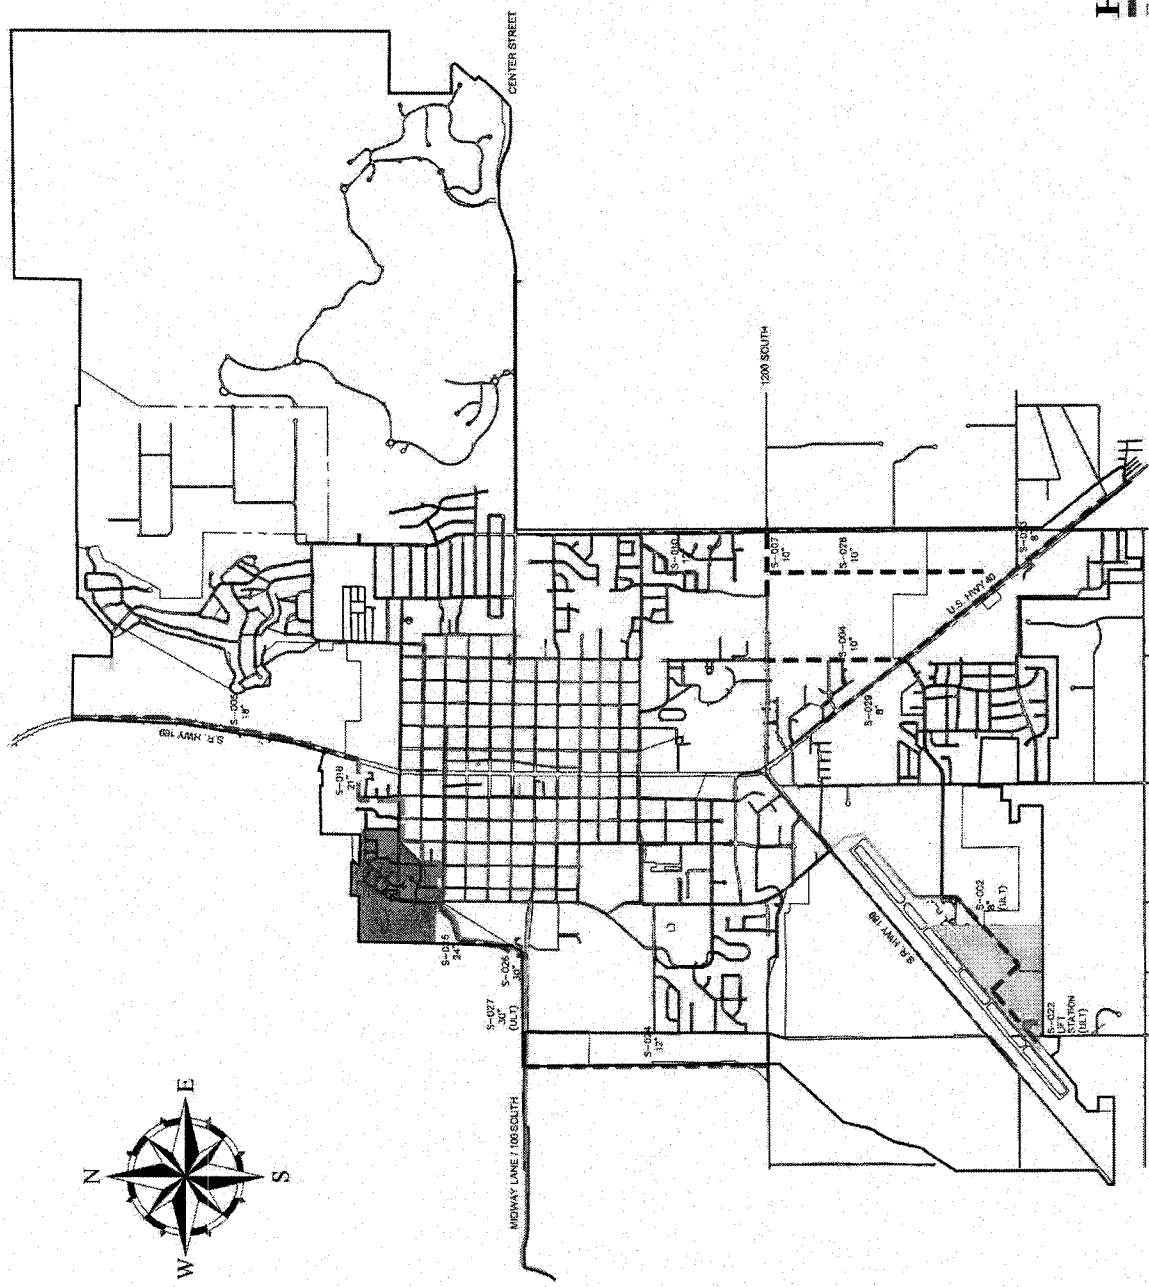 CENTER STREET
1200 SOUTH
U.S. HWY 40
S.R. HWY 189
S.R. HWY 189
MIDWAY LANE / 100 SOUTH
S-018
21"
S-025
24"
S-026
30"
S-027
30"
(ULT)
S-024
12"
S-007
10"
S-028
10"
S-004
10"
S-029
8"
S-002
8"
(ULT)
S-022
LIFT
STATION
(ULT)
18"
N
E
S
W
H